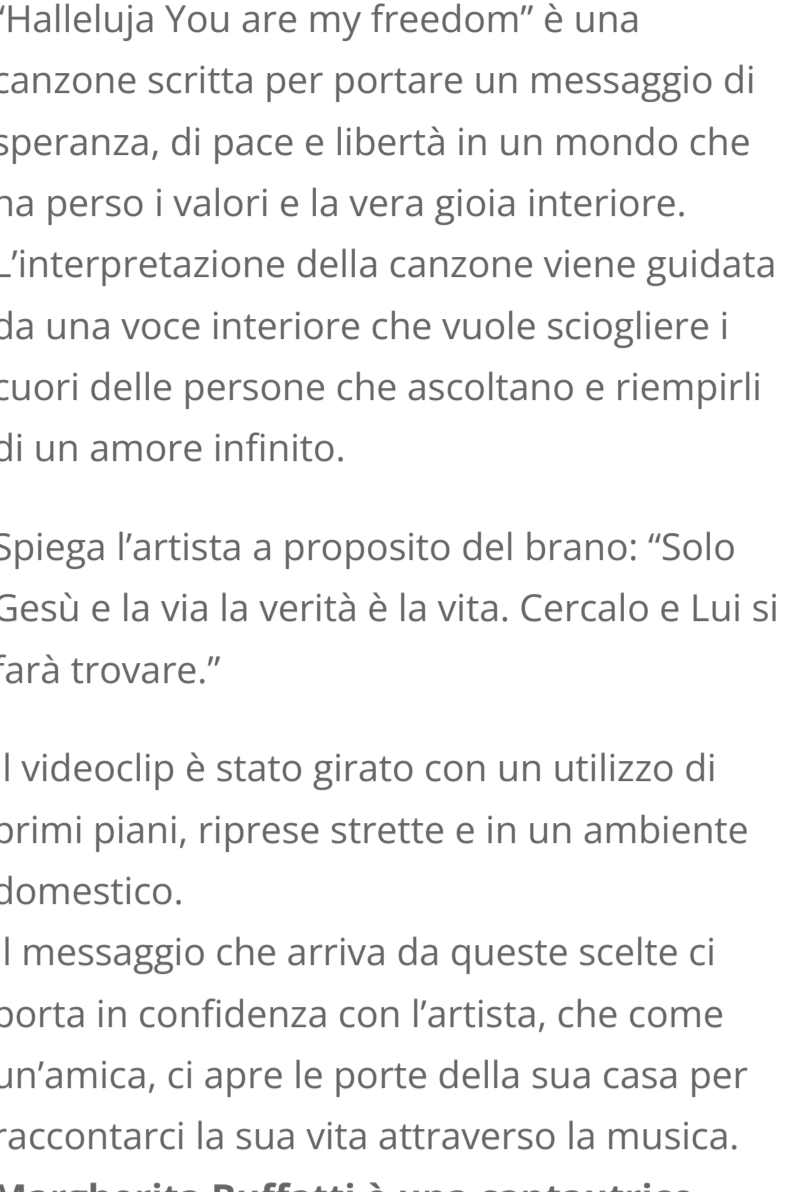 “Halleluja You are my freedom” è una
canzone scritta per portare un messaggio di
speranza, di pace e libertà in un mondo che
ha perso i valori e la vera gioia interiore.
L’interpretazione della canzone viene guidata
da una voce interiore che vuole sciogliere i
cuori delle persone che ascoltano e riempirli
di un amore infinito.
Spiega l’artista a proposito del brano: “Solo
Gesù e la via la verità è la vita. Cercalo e Lui si
farà trovare.”
Il videoclip è stato girato con un utilizzo di
primi piani, riprese strette e in un ambiente
domestico.
Il messaggio che arriva da queste scelte ci
porta in confidenza con l’artista, che come
un’amica, ci apre le porte della sua casa per
raccontarci la sua vita attraverso la musica.
Margherita Buffatti è una cantautrice